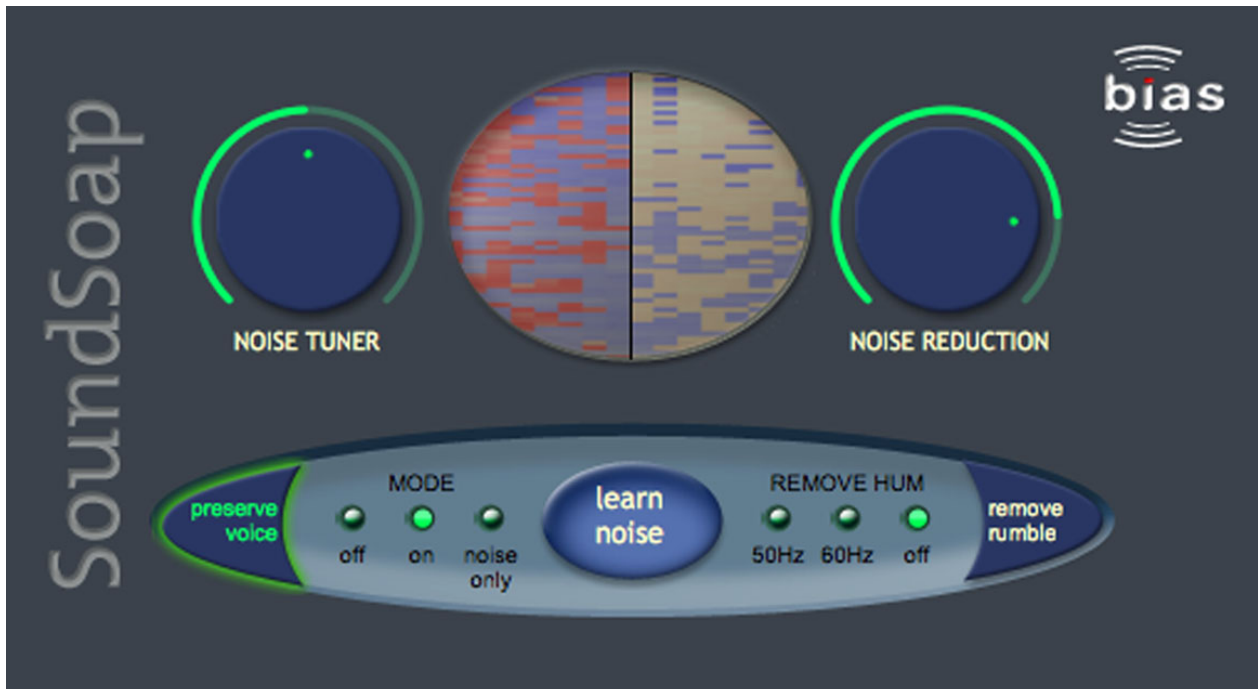 SoundSoap
bias
NOISE TUNER
NOISE REDUCTION
preserve
voice
MODE
off on noise
only
learn
noise
REMOVE HUM
50Hz 60Hz off
remove
rumble